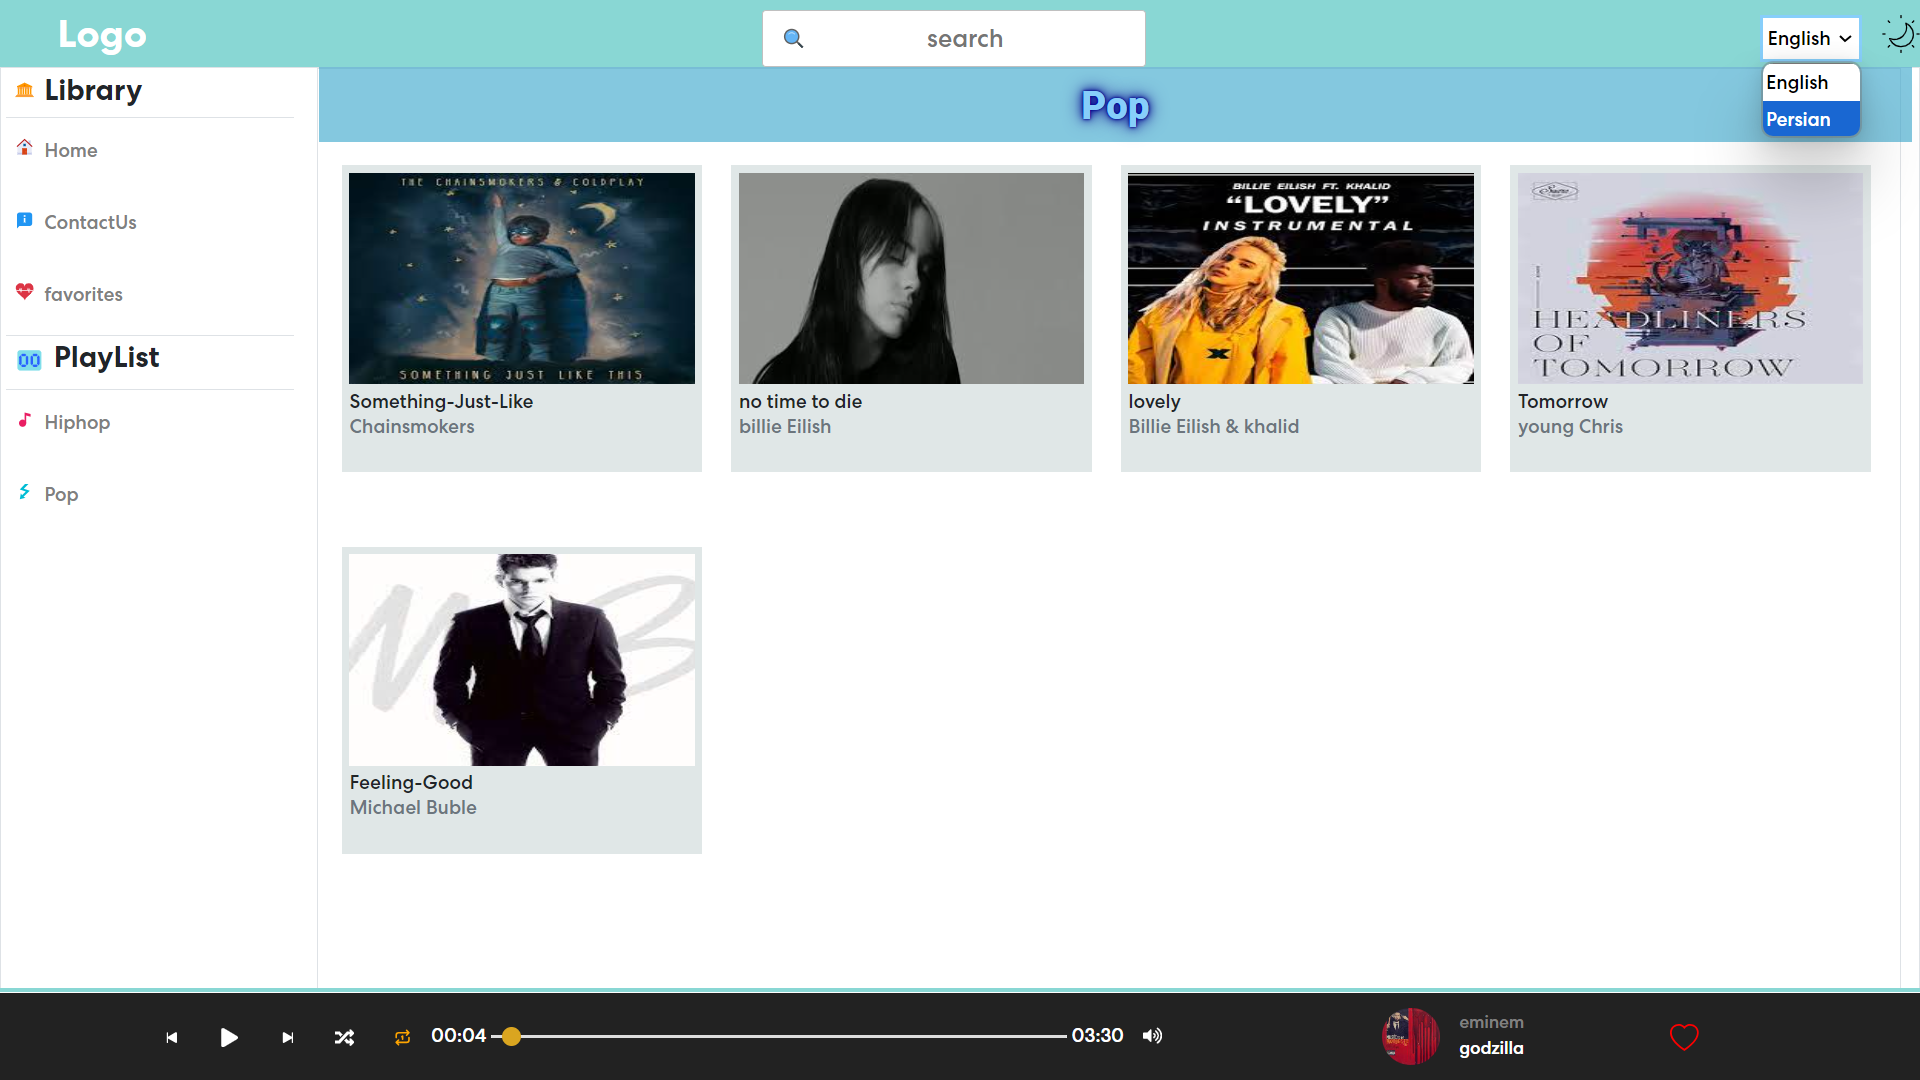 Logo
search
English
English
Persian
Library
Home
ContactUs
favorites
PlayList
Hiphop
Pop
Pop
THE CHAINSMOKERS & COLDPLAY
SOMETHING JUST LIKE THIS
Something-Just-Like
Chainsmokers
no time to die
billie Eilish
BILLIE EILISH FT. KHALID
“LOVELY”
INSTRUMENTAL
lovely
Billie Eilish & khalid
HEADLINERS
OF
TOMORROW
Tomorrow
young Chris
Feeling-Good
Michael Buble
00:04
03:30
eminem
godzilla